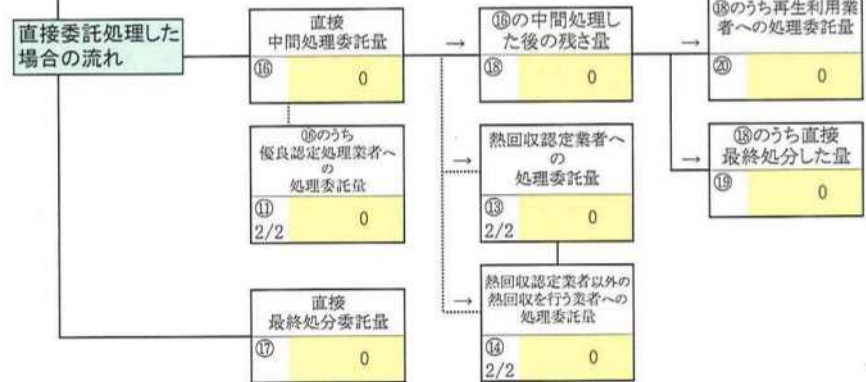 直接委託処理した
場合の流れ
直接
中間処理委託量
⑯
0
→
⑯の中間処理し
た後の残さ量
⑱
0
→
⑱のうち再生利用業
者への処理委託量
⑳
0
⑯のうち
優良認定処理業者へ
の
処理委託量
⑪
2/2
0
→
熱回収認定業者へ
の
処理委託量
⑬
2/2
0
→
⑱のうち直接
最終処分した量
⑲
0
直接
最終処分委託量
⑰
0
→
熱回収認定業者以外の
熱回収を行う業者への
処理委託量
⑭
2/2
0